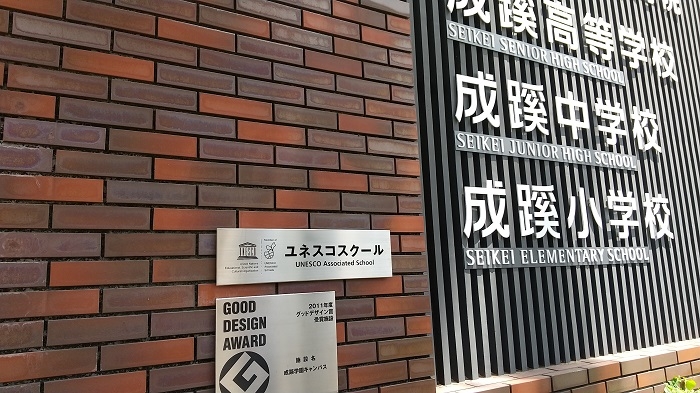 成蹊高等学校
SEIKEI SENIOR HIGH SCHOOL
成蹊中学校
SEIKEI JUNIOR HIGH SCHOOL
成蹊小学校
SEIKEI ELEMENTARY SCHOOL
ユネスコスクール
UNESCO Associated School
GOOD
DESIGN
AWARD
2011年度
グッドデザイン賞
受賞施設
施設名
成蹊学園キャンパス